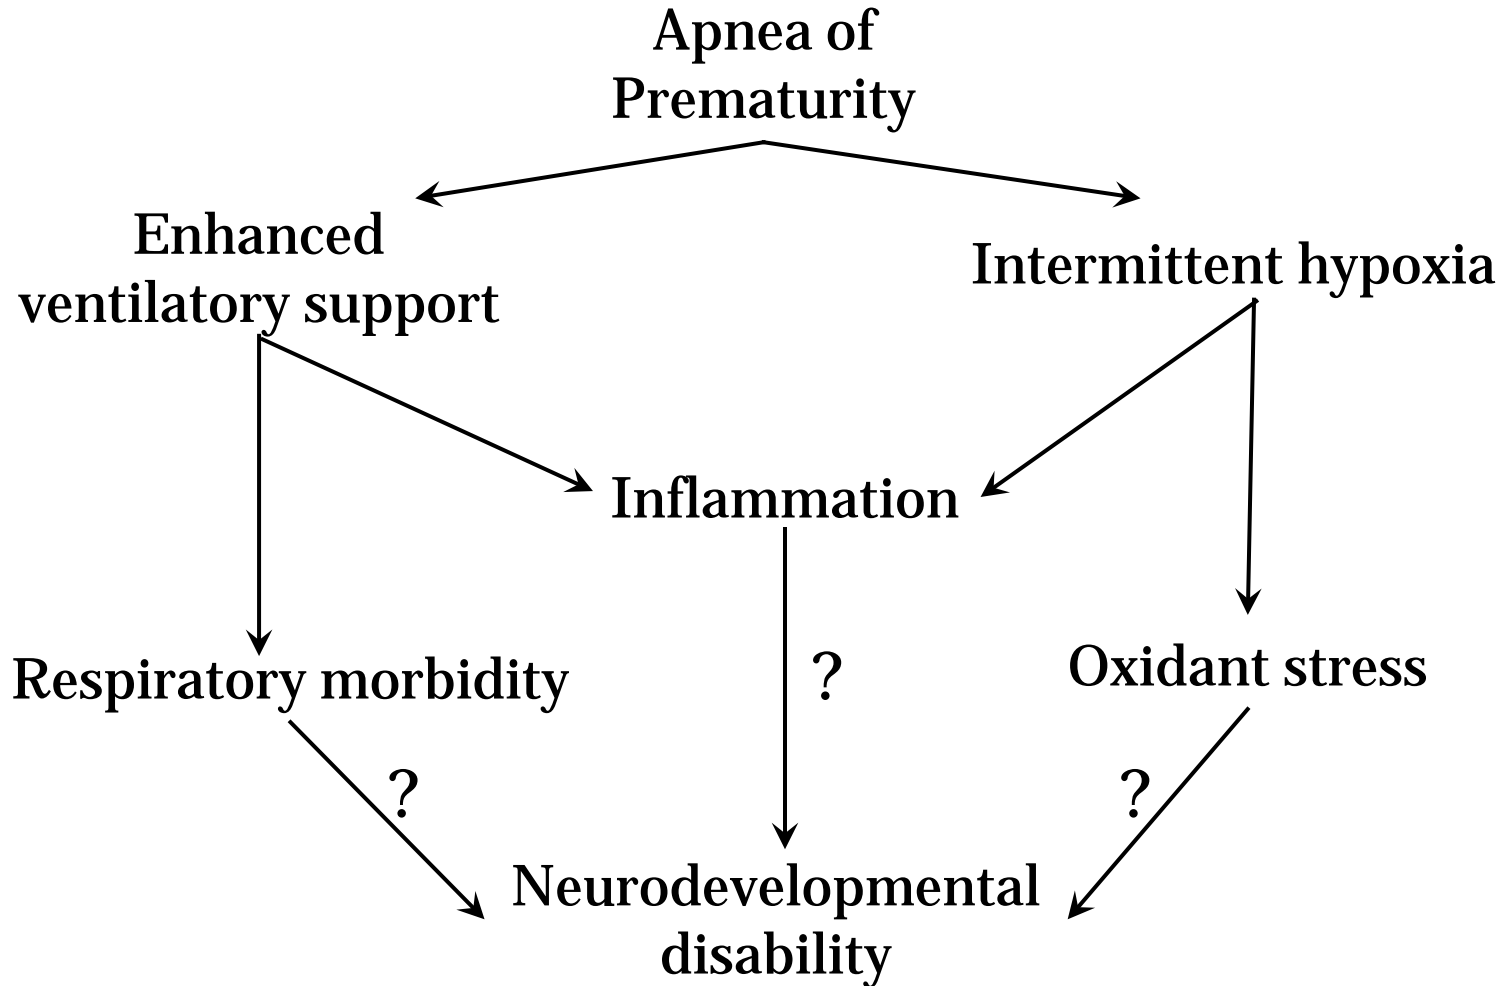 Apnea of
Prematurity
Enhanced
ventilatory support
Intermittent hypoxia
Inflammation
Respiratory morbidity
?
Oxidant stress
?
?
Neurodevelopmental
disability